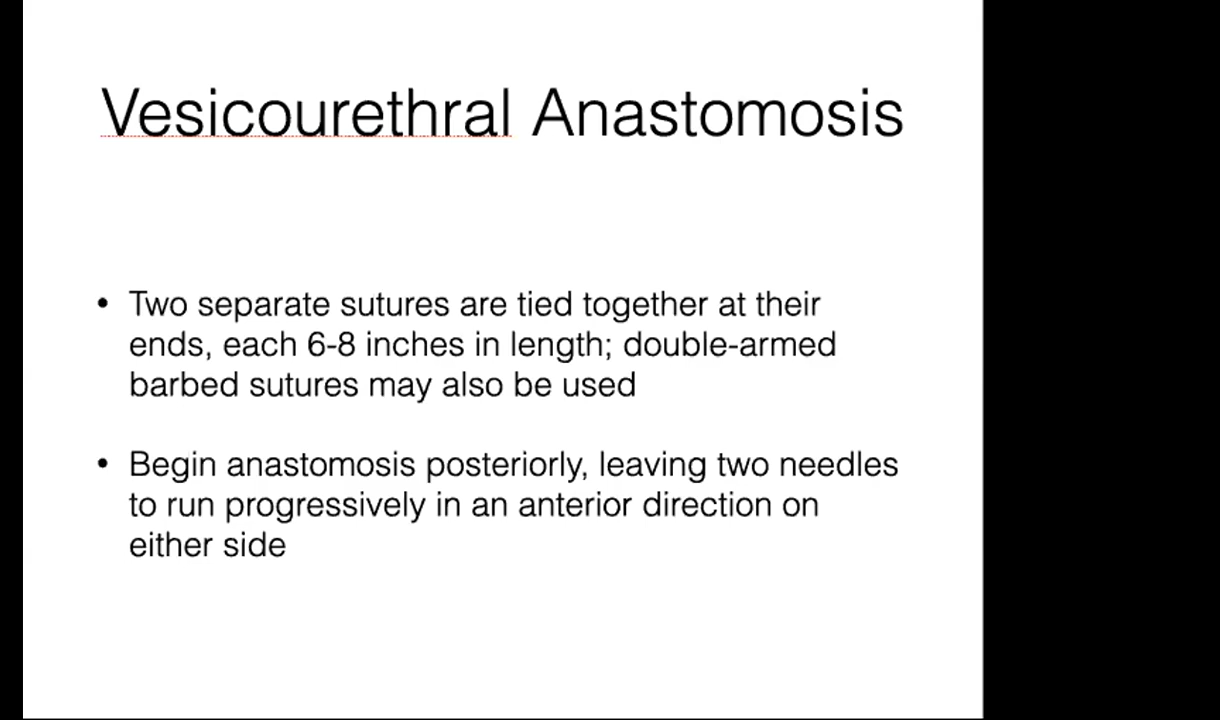 Vesicourethral Anastomosis
• Two separate sutures are tied together at their
ends, each 6-8 inches in length; double-armed
barbed sutures may also be used
• Begin anastomosis posteriorly, leaving two needles
to run progressively in an anterior direction on
either side